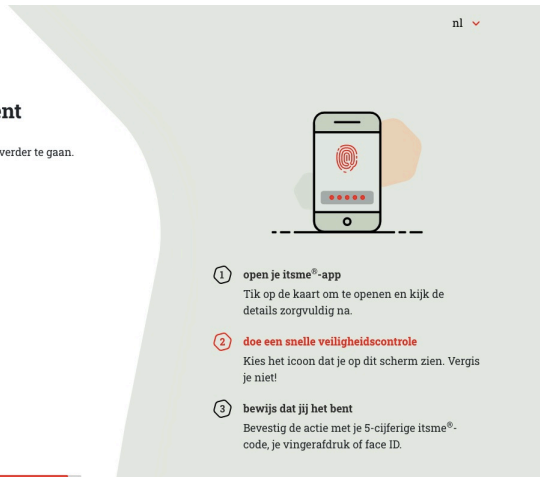 nl
ent
verder te gaan.
1 open je itsme®-app
Tik op de kaart om te openen en kijk de
details zorgvuldig na.
2 doe een snelle veiligheidscontrole
Kies het icoon dat je op dit scherm zien. Vergis
je niet!
3 bewijs dat jij het bent
Bevestig de actie met je 5-cijferige itsme®-
code, je vingerafdruk of face ID.